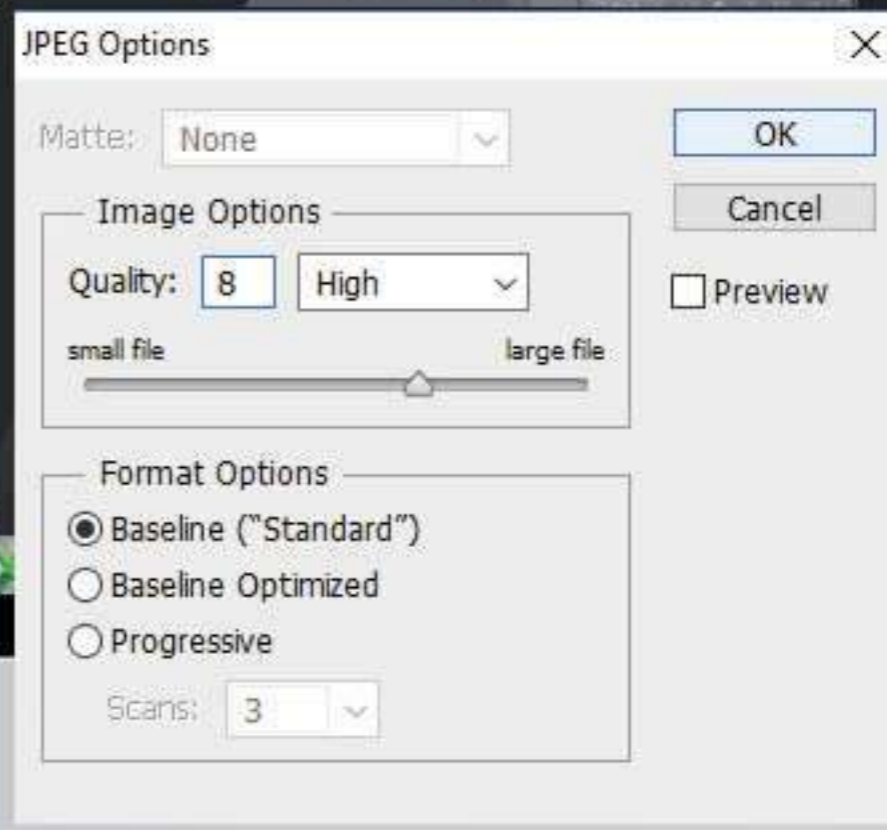 JPEG Options
Matte: None
OK
Image Options
Cancel
Quality: 8 High
Preview
small file large file
Format Options
Baseline (“Standard”)
Baseline Optimized
Progressive
Scans: 3